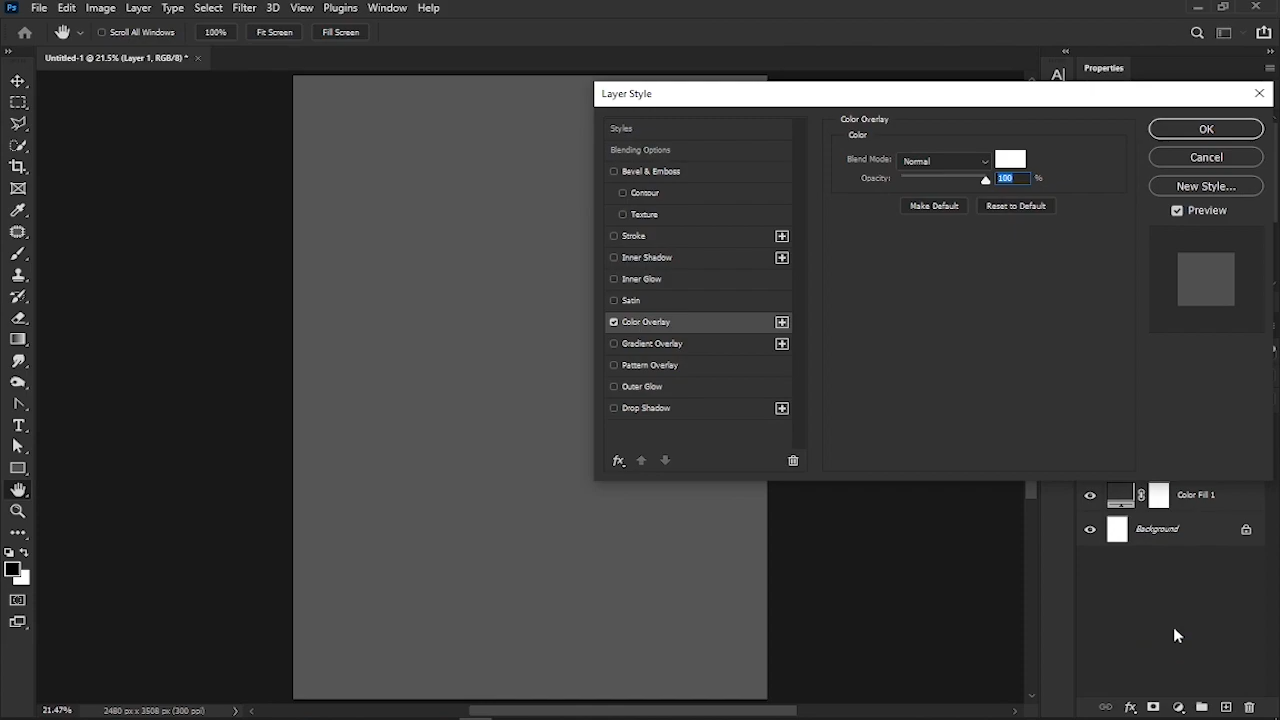 Ps File Edit Image Layer Type Select Filter 3D View Plugins Window Help
Scroll All Windows 100% Fit Screen Fill Screen
Untitled-1 @ 21.5% (Layer 1, RGB/8) *
Properties
Layer Style
Styles
Blending Options
Bevel & Emboss
Contour
Texture
Stroke
Inner Shadow
Inner Glow
Satin
Color Overlay
Gradient Overlay
Pattern Overlay
Outer Glow
Drop Shadow
fx
Color Overlay
Color
Blend Mode: Normal
Opacity: 100 %
Make Default Reset to Default
OK
Cancel
New Style...
Preview
Color Fill 1
Background
21.47% 2480 px x 3508 px (300 ppi)
fx